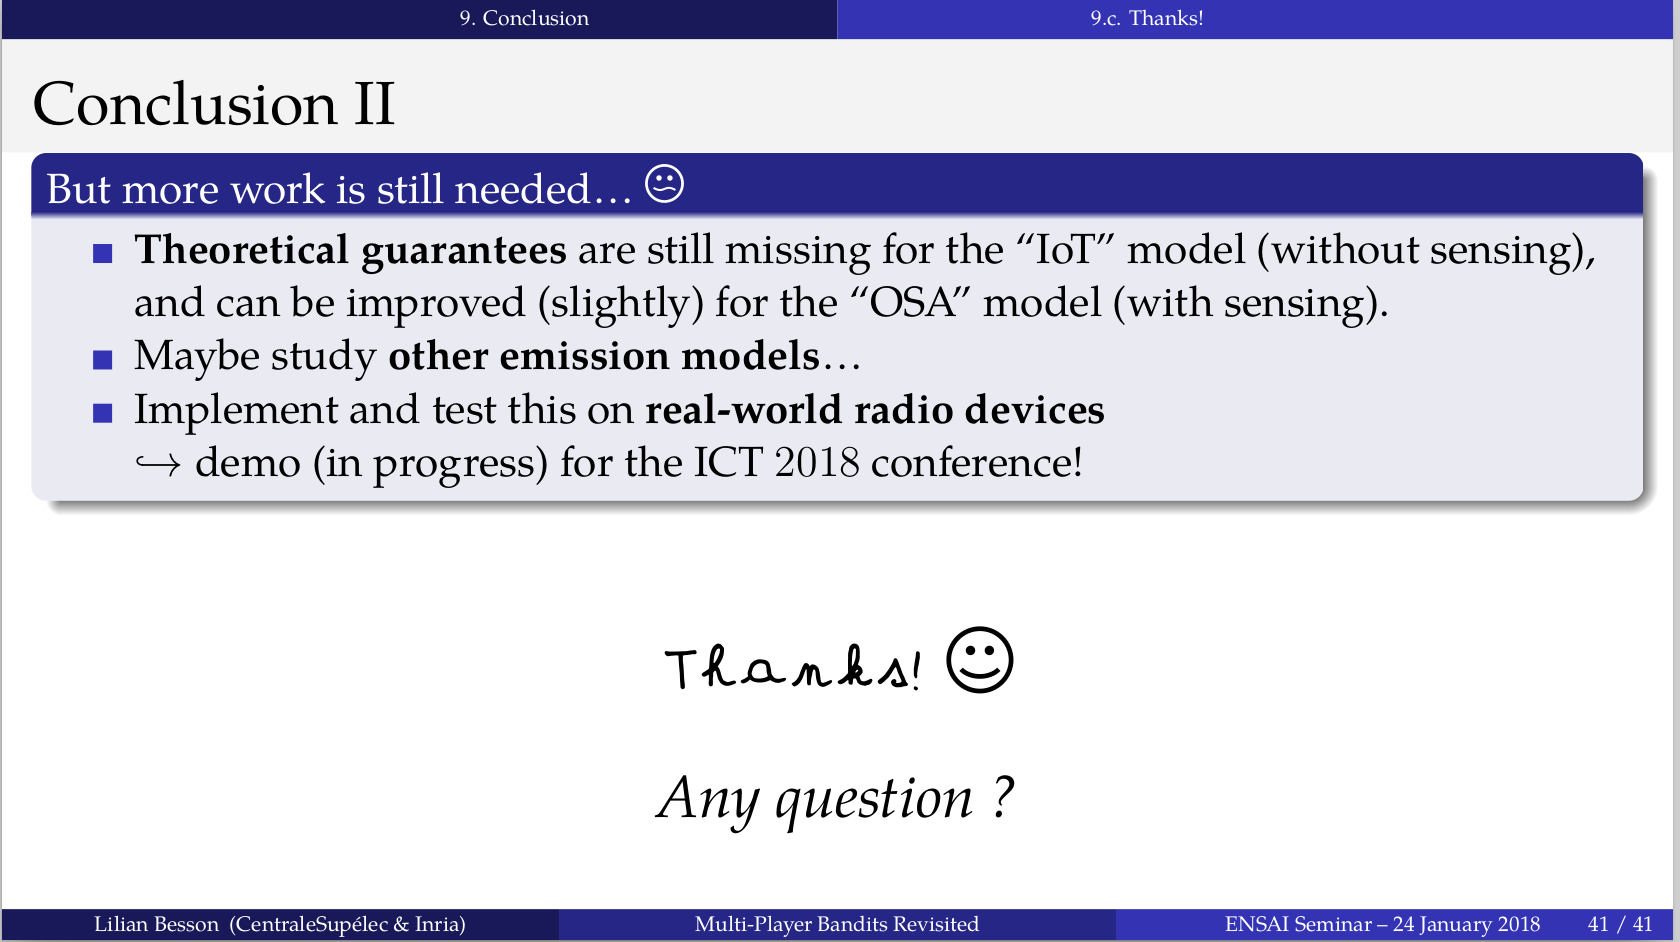 9. Conclusion
9.c. Thanks!
Conclusion II
But more work is still needed…
Theoretical guarantees are still missing for the “IoT” model (without sensing),
and can be improved (slightly) for the “OSA” model (with sensing).
Maybe study other emission models…
Implement and test this on real-world radio devices
↪ demo (in progress) for the ICT 2018 conference!
Thanks!
Any question ?
Lilian Besson (CentraleSupélec & Inria)
Multi-Player Bandits Revisited
ENSAI Seminar – 24 January 2018
41 / 41